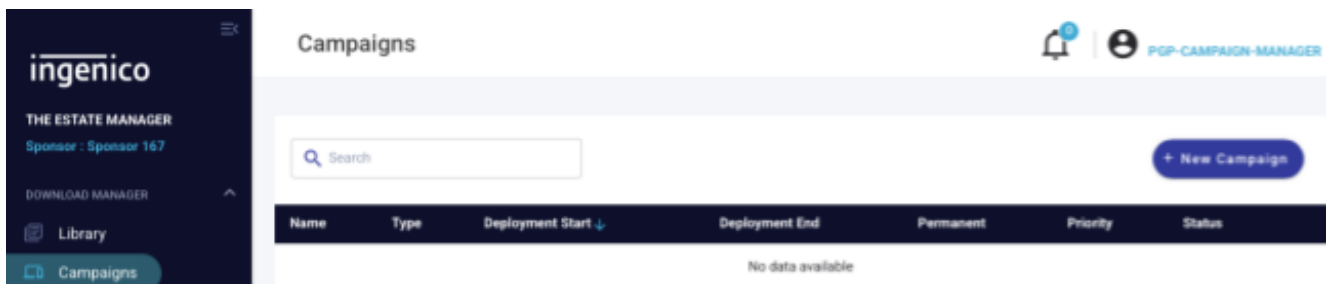 ingenico
THE ESTATE MANAGER
Sponsor : Sponsor 167
DOWNLOAD MANAGER
Library
Campaigns
Campaigns
0
PGP-CAMPAIGN-MANAGER
Search
+ New Campaign
Name Type Deployment Start ↓ Deployment End Permanent Priority Status
No data available